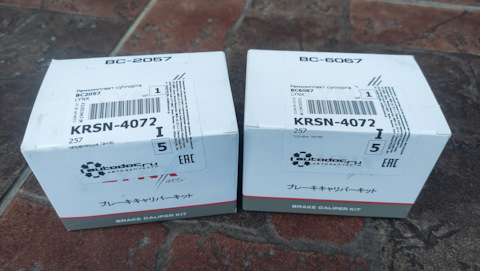 BC-2057
Ремкомплект суппорта
BC2057
LYNX
1
KRSN-4072
I
257
5
autodoc.ru
EAC
ブレーキキャリパーキット
BRAKE CALIPER KIT
BC-6067
Ремкомплект суппорта
BC6067
LYNX
1
KRSN-4072
I
257
5
autodoc.ru
EAC
ブレーキキャリパーキット
BRAKE CALIPER KIT